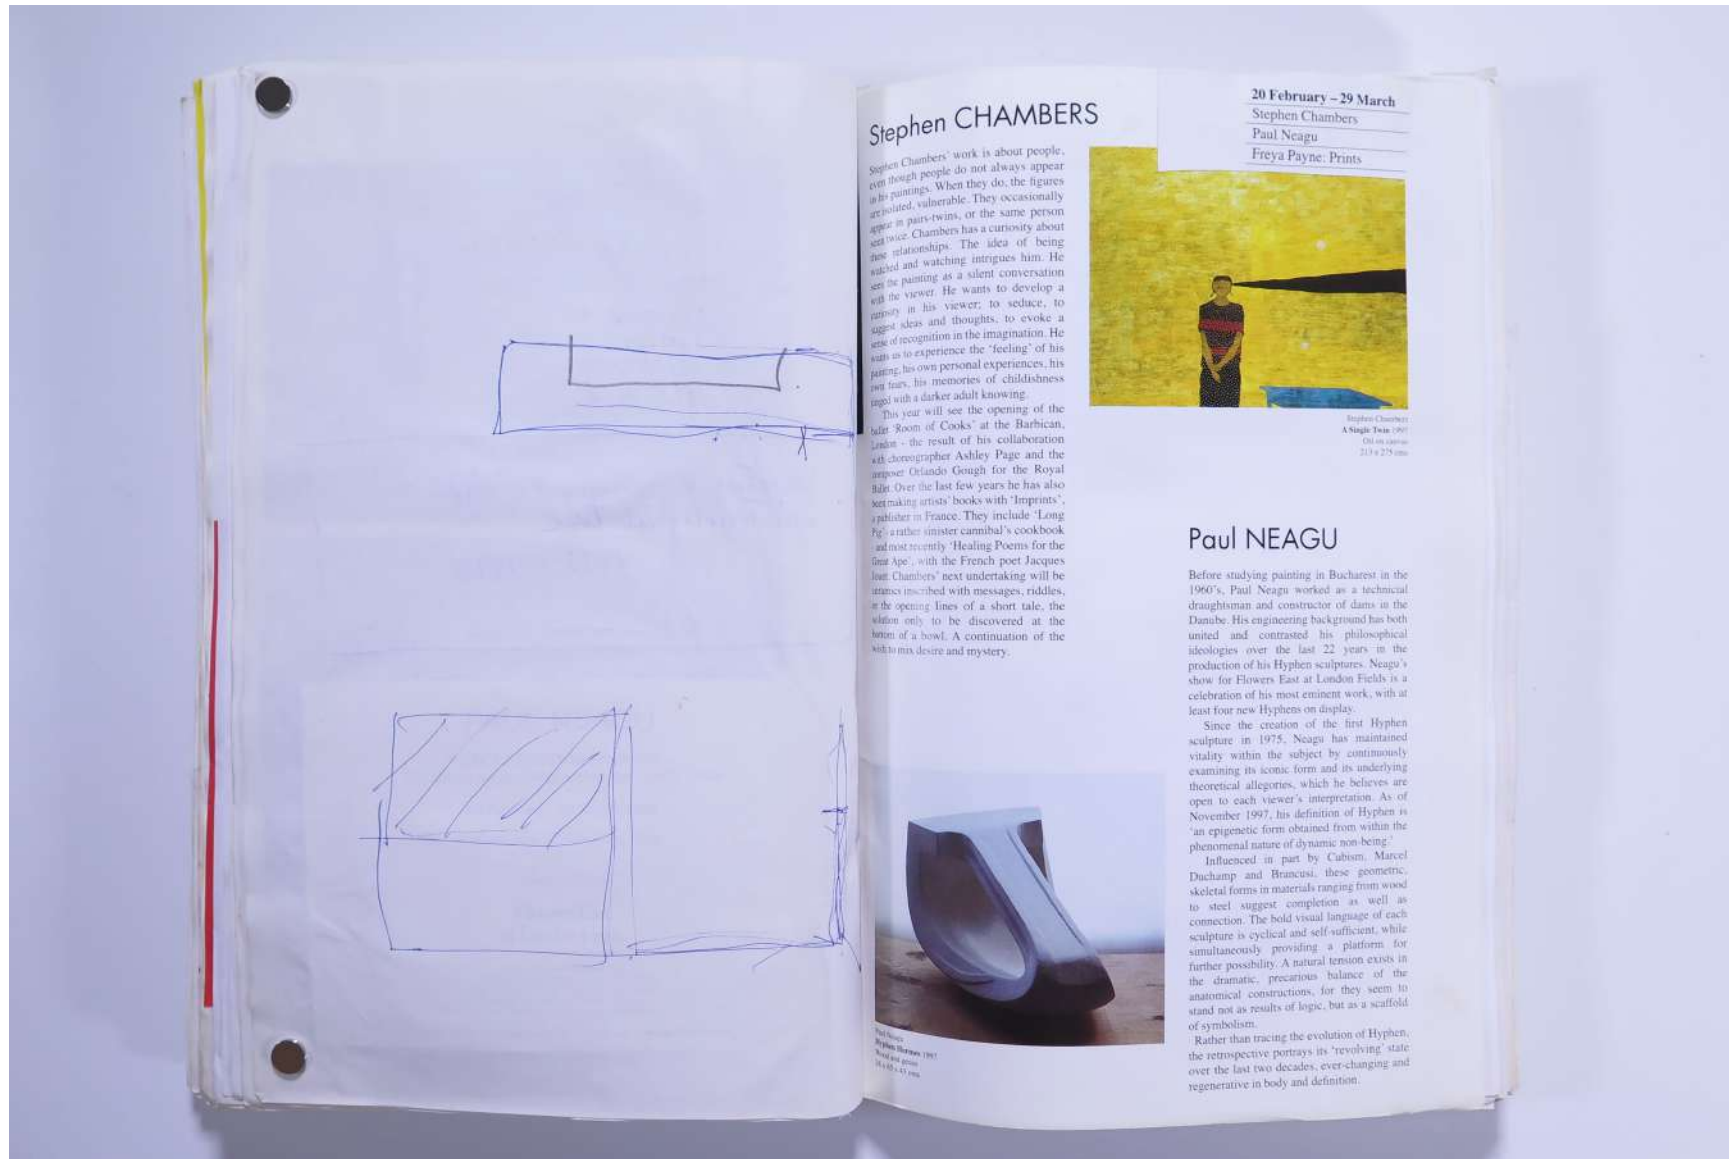 Stephen CHAMBERS
Stephen Chambers' work is about people,
even though people do not always appear
in his paintings. When they do, the figures
are isolated, vulnerable. They occasionally
appear in pairs-twins, or the same person
seen twice. Chambers has a curiosity about
these relationships. The idea of being
watched and watching intrigues him. He
sees the painting as a silent conversation
with the viewer. He wants to develop a
curiosity in his viewer; to seduce, to
suggest ideas and thoughts, to evoke a
sense of recognition in the imagination. He
wants us to experience the 'feeling' of his
painting, his own personal experiences, his
own fears, his memories of childishness
tinged with a darker adult knowing.
This year will see the opening of the
ballet 'Room of Cooks' at the Barbican,
London - the result of his collaboration
with choreographer Ashley Page and the
composer Orlando Gough for the Royal
Ballet. Over the last few years he has also
been making artists' books with 'Imprints',
a publisher in France. They include 'Long
Pig' - a rather sinister cannibal's cookbook
- and most recently 'Healing Poems for the
Great Ape', with the French poet Jacques
Chambers' next undertaking will be
ceramics inscribed with messages, riddles,
or the opening lines of a short tale, the
solution only to be discovered at the
bottom of a bowl. A continuation of the
wish to mix desire and mystery.
20 February – 29 March
Stephen Chambers
Paul Neagu
Freya Payne: Prints
Stephen Chambers
A Single Twin 1997
Oil on canvas
213 x 275 cms
Paul NEAGU
Before studying painting in Bucharest in the
1960's, Paul Neagu worked as a technicial
draughtsman and constructor of dams in the
Danube. His engineering background has both
united and contrasted his philosophical
ideologies over the last 22 years in the
production of his Hyphen sculptures. Neagu's
show for Flowers East at London Fields is a
celebration of his most eminent work, with at
least four new Hyphens on display.
Since the creation of the first Hyphen
sculpture in 1975, Neagu has maintained
vitality within the subject by continuously
examining its iconic form and its underlying
theoretical allegories, which he believes are
open to each viewer's interpretation. As of
November 1997, his definition of Hyphen is
'an epigenetic form obtained from within the
phenomenal nature of dynamic non-being.'
Influenced in part by Cubism, Marcel
Duchamp and Brancusi, these geometric,
skeletal forms in materials ranging from wood
to steel suggest completion as well as
connection. The bold visual language of each
sculpture is cyclical and self-sufficient, while
simultaneously providing a platform for
further possibility. A natural tension exists in
the dramatic, precarious balance of the
anatomical constructions, for they seem to
stand not as results of logic, but as a scaffold
of symbolism.
Rather than tracing the evolution of Hyphen,
the retrospective portrays its 'revolving' state
over the last two decades, ever-changing and
regenerative in body and definition.
Paul Neagu
Hyphen Hermes 1997